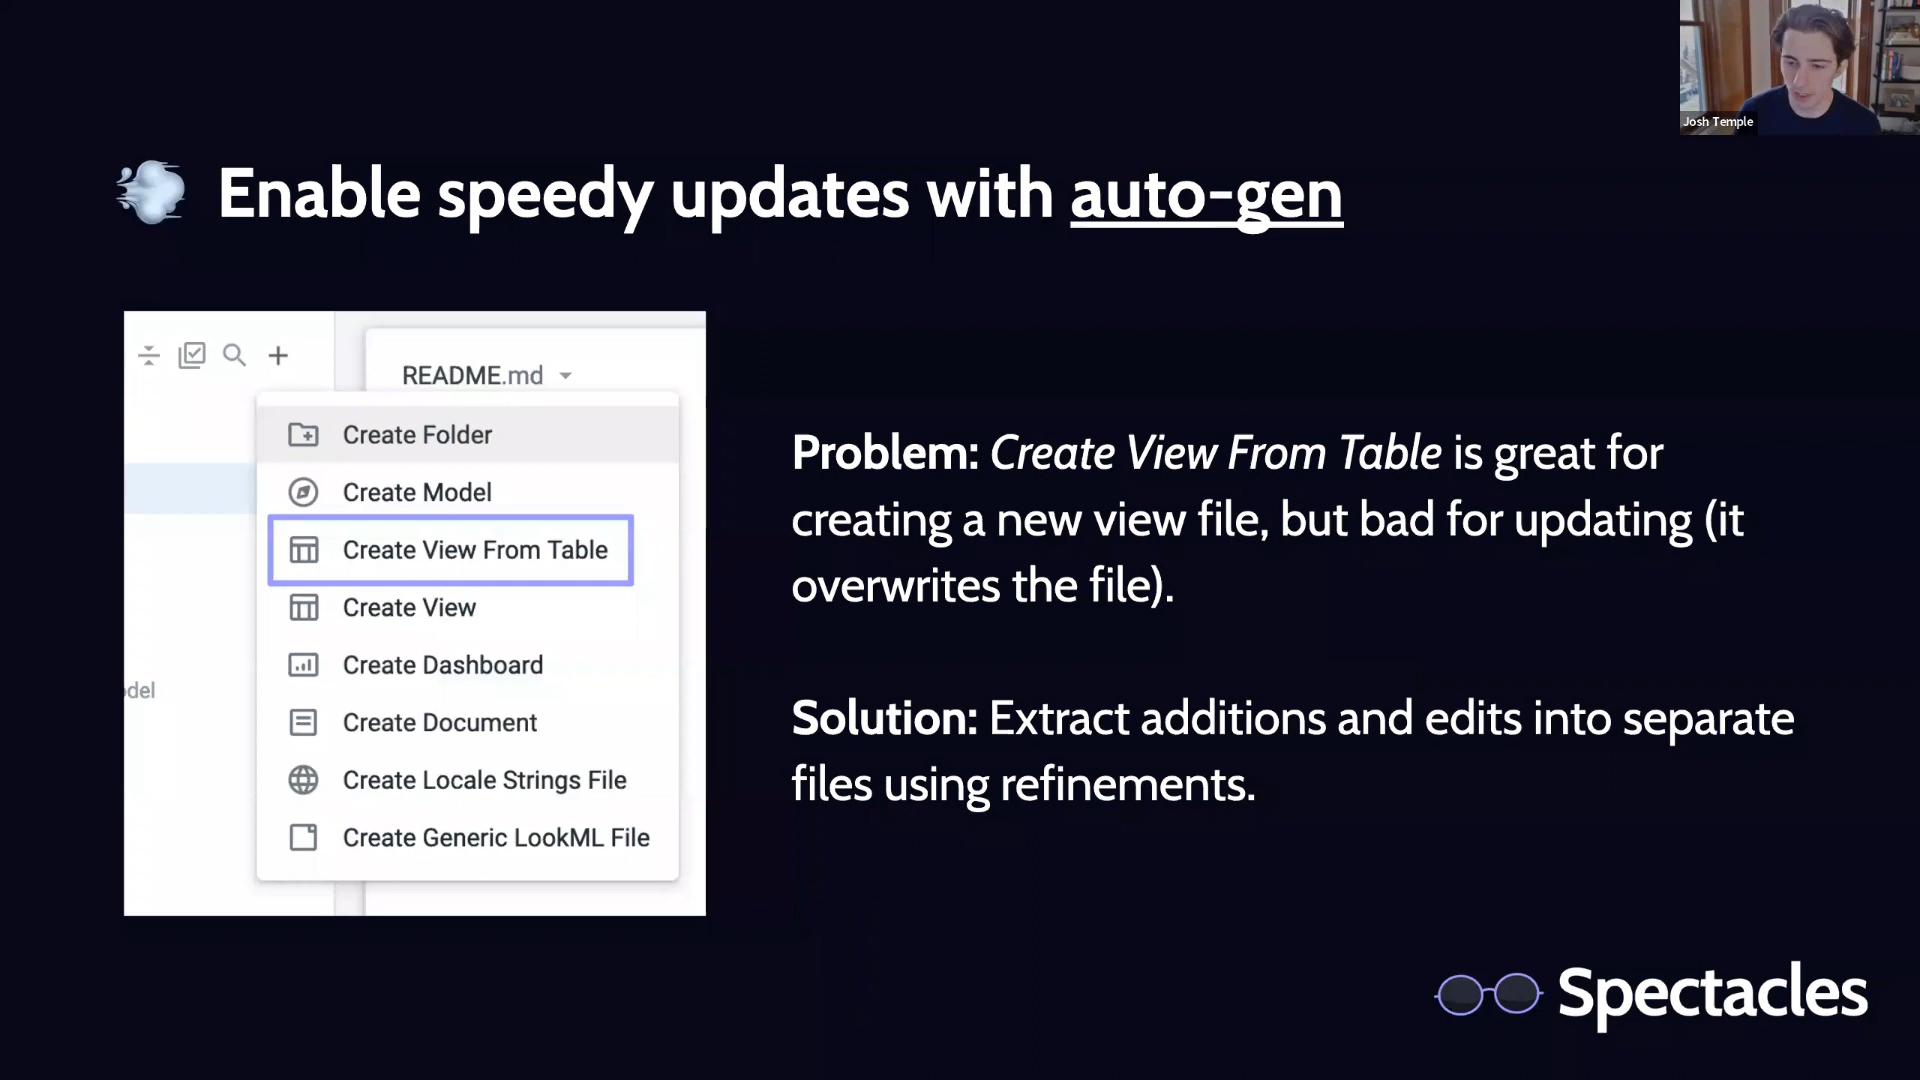 Josh Temple
Enable speedy updates with auto-gen
README.md
Create Folder
Create Model
Create View From Table
Create View
Create Dashboard
Create Document
Create Locale Strings File
Create Generic LookML File
odel
Problem: Create View From Table is great for
creating a new view file, but bad for updating (it
overwrites the file).
Solution: Extract additions and edits into separate
files using refinements.
Spectacles